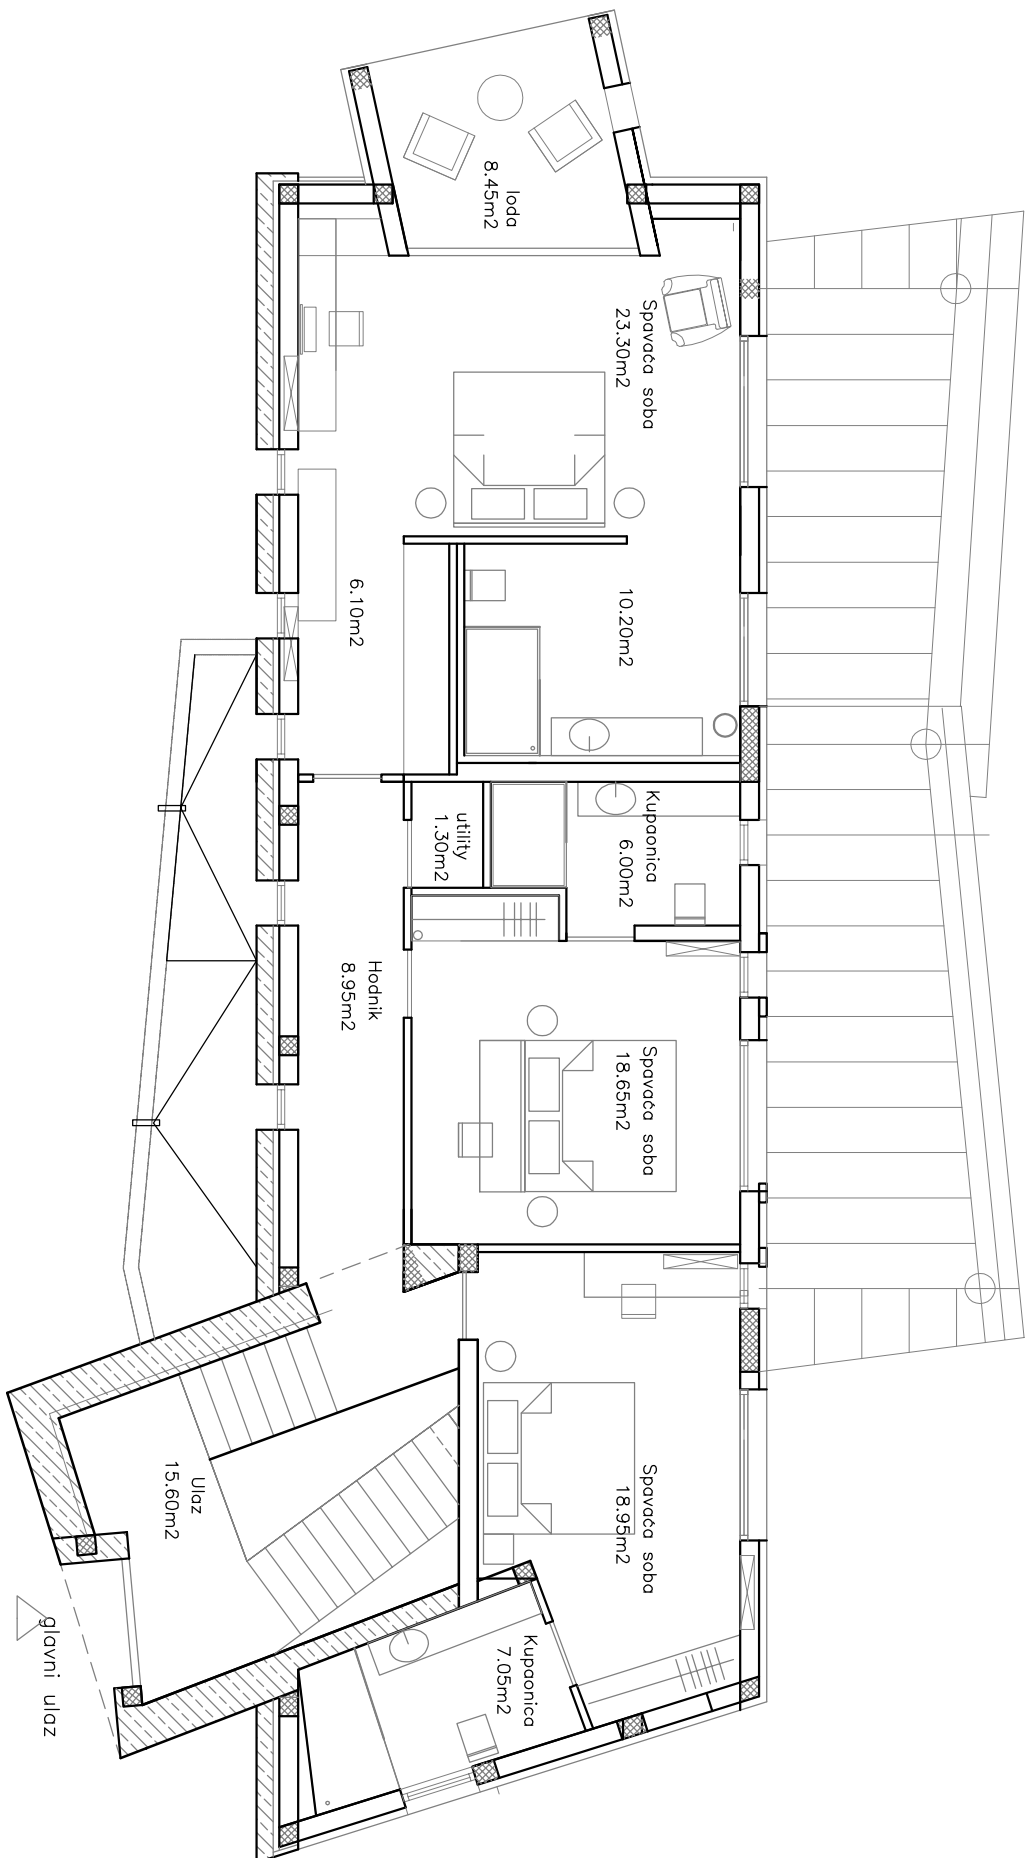 loda
8.45m2
Spavaća soba
23.30m2
6.10m2
10.20m2
Kupaonica
6.00m2
utility
1.30m2
Hodnik
8.95m2
Spavaća soba
18.65m2
Spavaća soba
18.95m2
Ulaz
15.60m2
Kupaonica
7.05m2
glavni ulaz